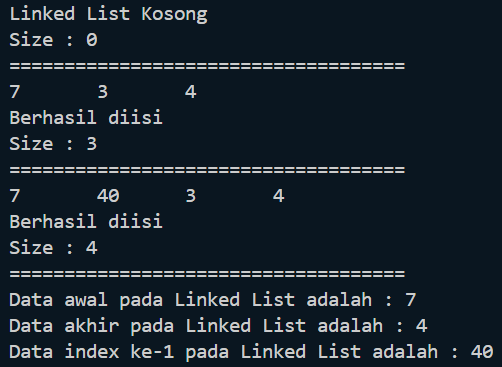 Linked List Kosong
Size : 0
====================================
7       3       4
Berhasil diisi
Size : 3
====================================
7       40      3       4
Berhasil diisi
Size : 4
====================================
Data awal pada Linked List adalah : 7
Data akhir pada Linked List adalah : 4
Data index ke-1 pada Linked List adalah : 40